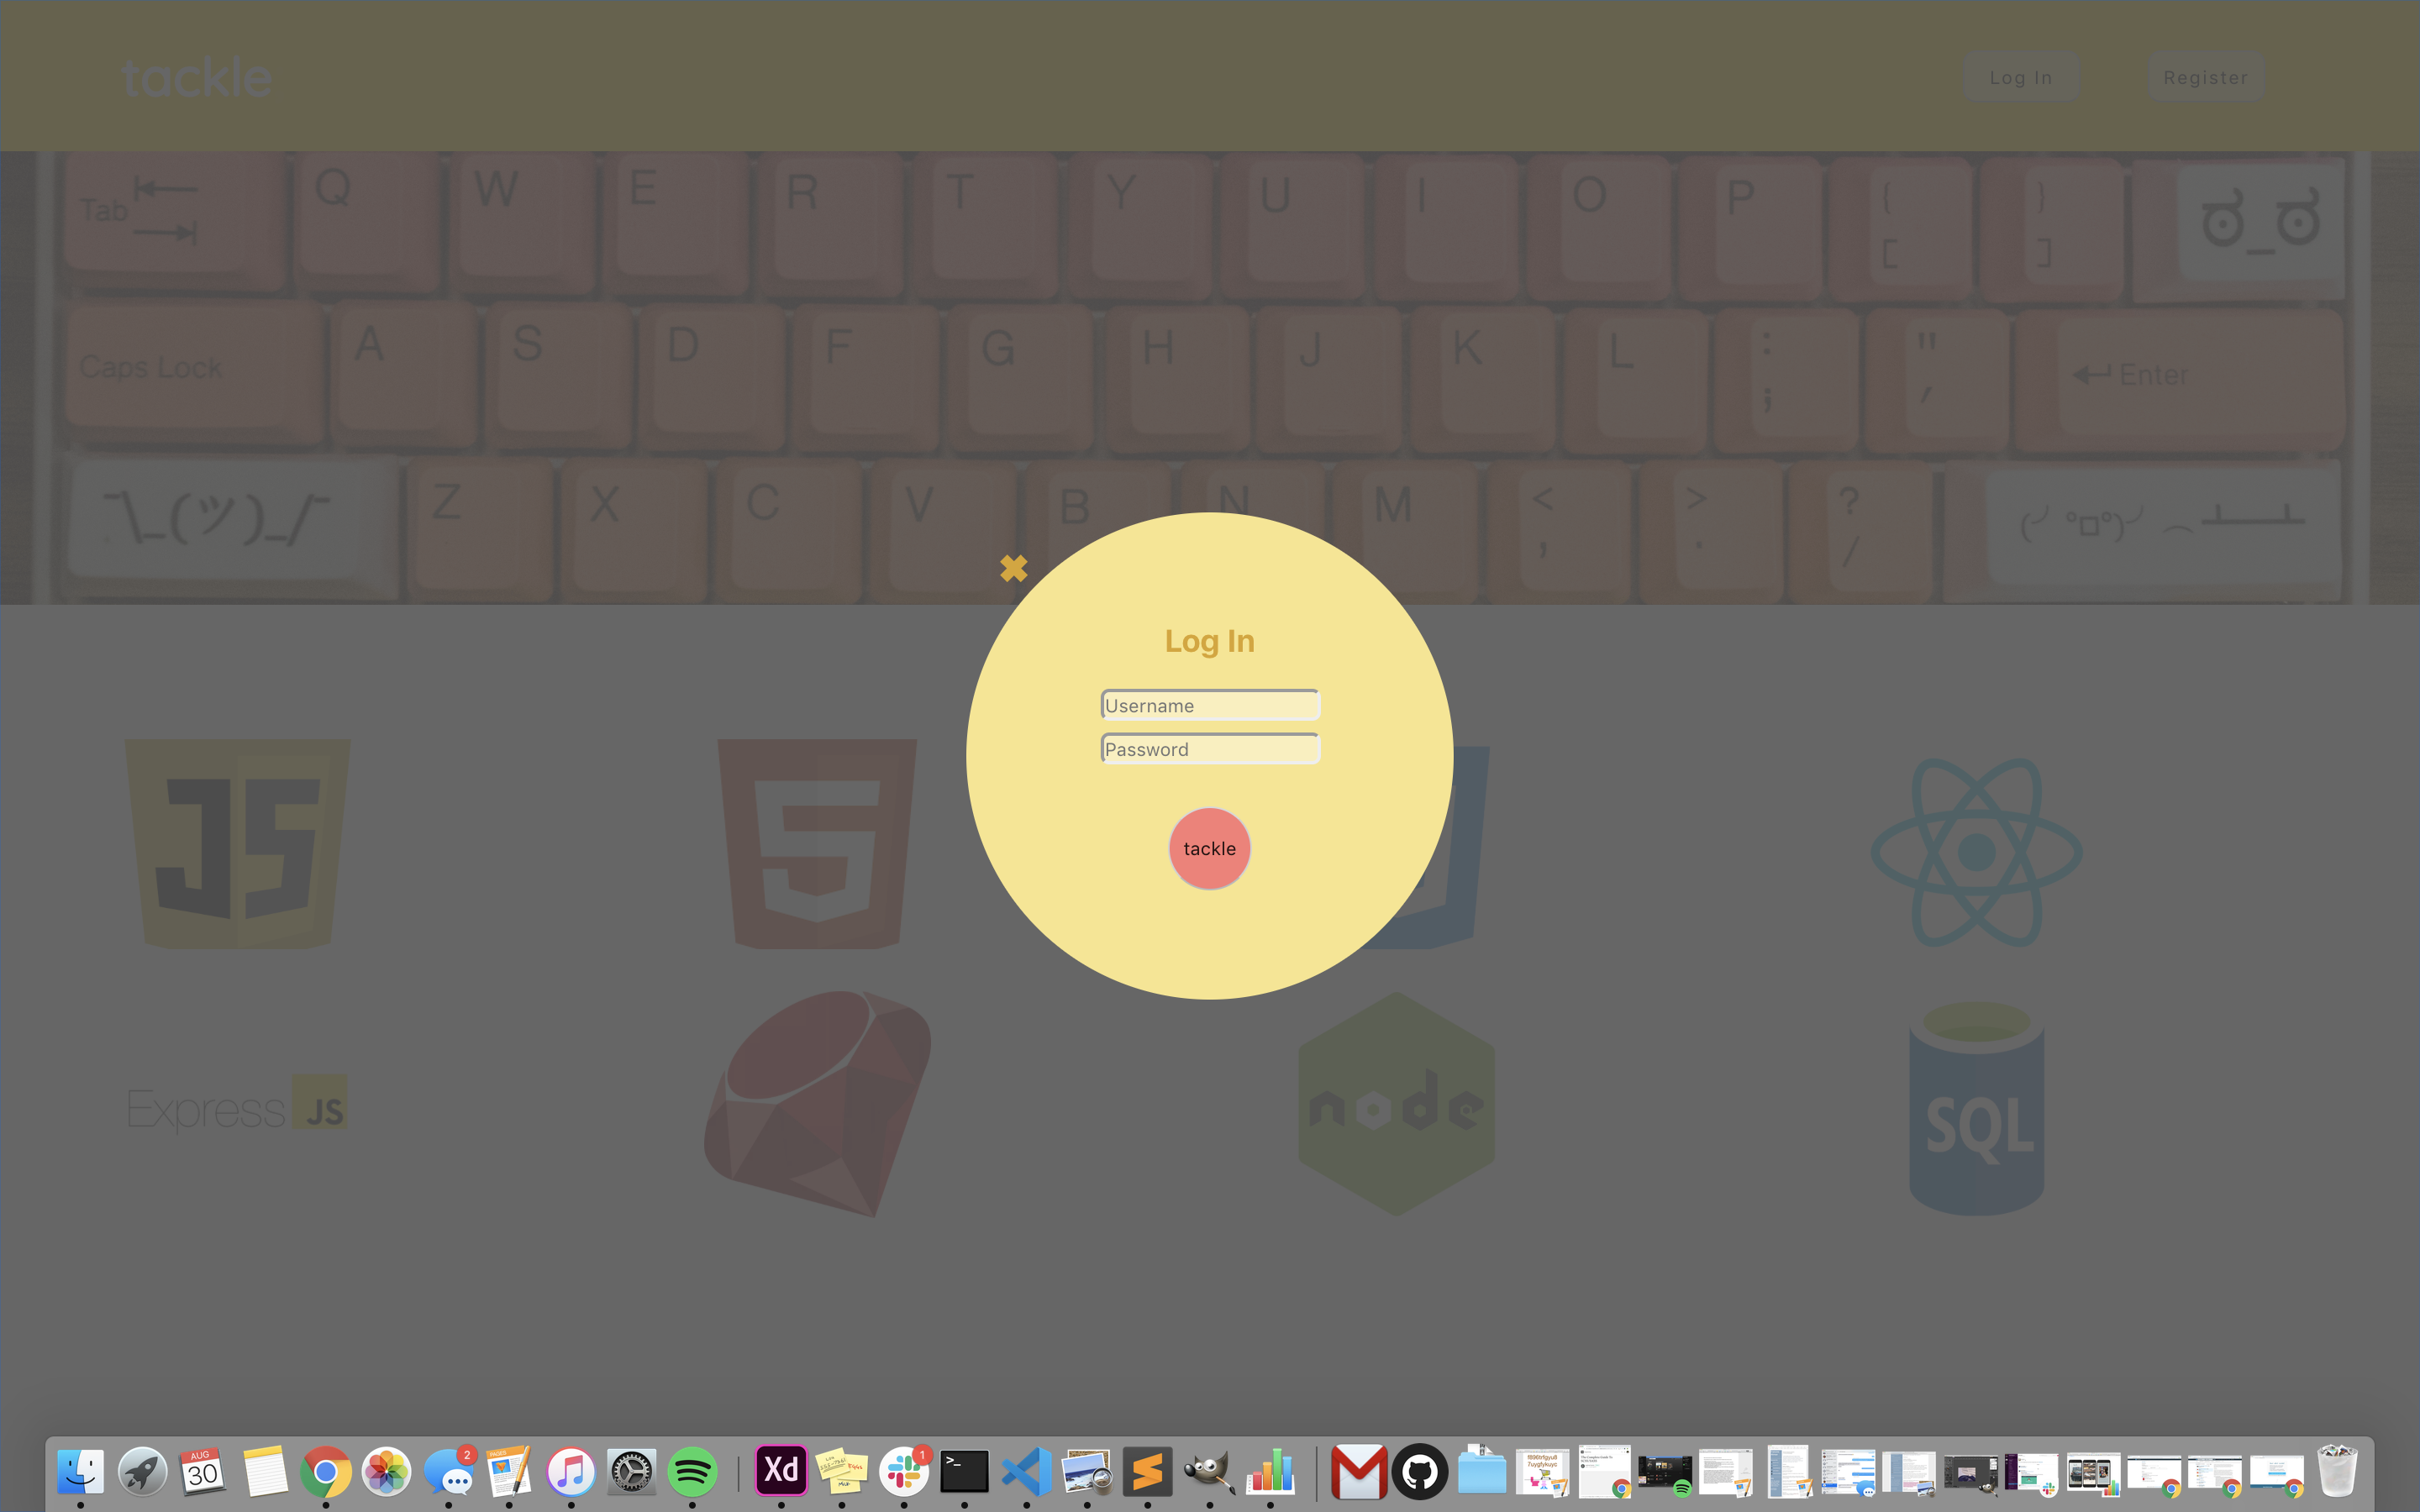 tackle
Log In
Register
Tab
Q
W
E
R
T
Y
U
I
O
P
{
[
}
]
ಠ_ಠ
Caps Lock
A
S
D
F
G
H
J
K
L
:
;
"
'
Enter
¯\_(ツ)_/¯
Z
X
C
V
B
N
M
<
,
>
.
?
/
(╯°□°)╯︵ ┻━┻
Log In
Username
Password
tackle
JS
5
Express JS
node
SQL
AUG
30
2
PAGES
Xd
1
>_